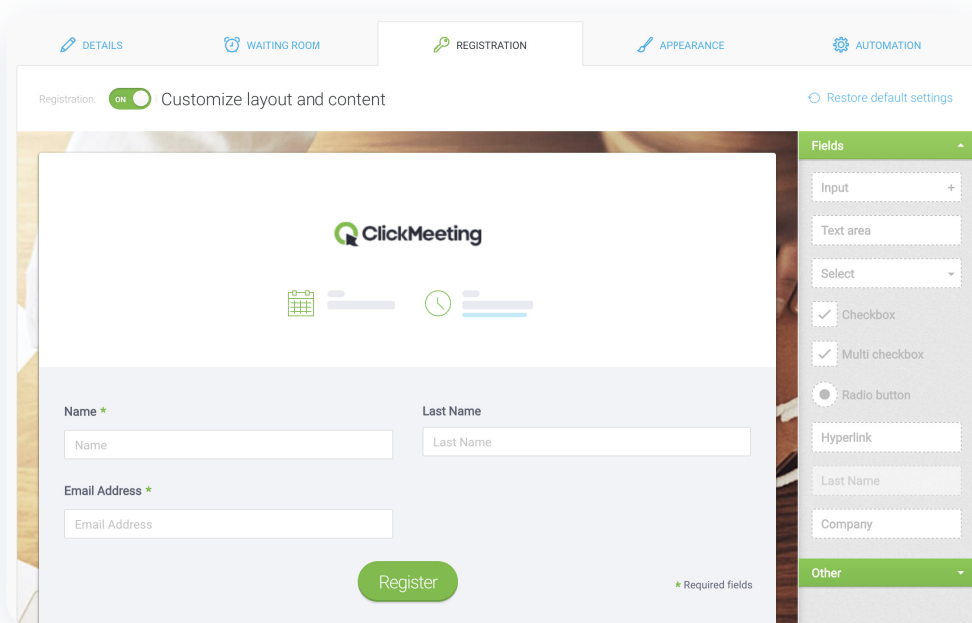 DETAILS
WAITING ROOM
REGISTRATION
APPEARANCE
AUTOMATION
Registration: ON Customize layout and content
Restore default settings
ClickMeeting
Name *
Last Name
Name
Last Name
Email Address *
Email Address
Register
* Required fields
Fields
Input +
Text area
Select
Checkbox
Multi checkbox
Radio button
Hyperlink
Last Name
Company
Other